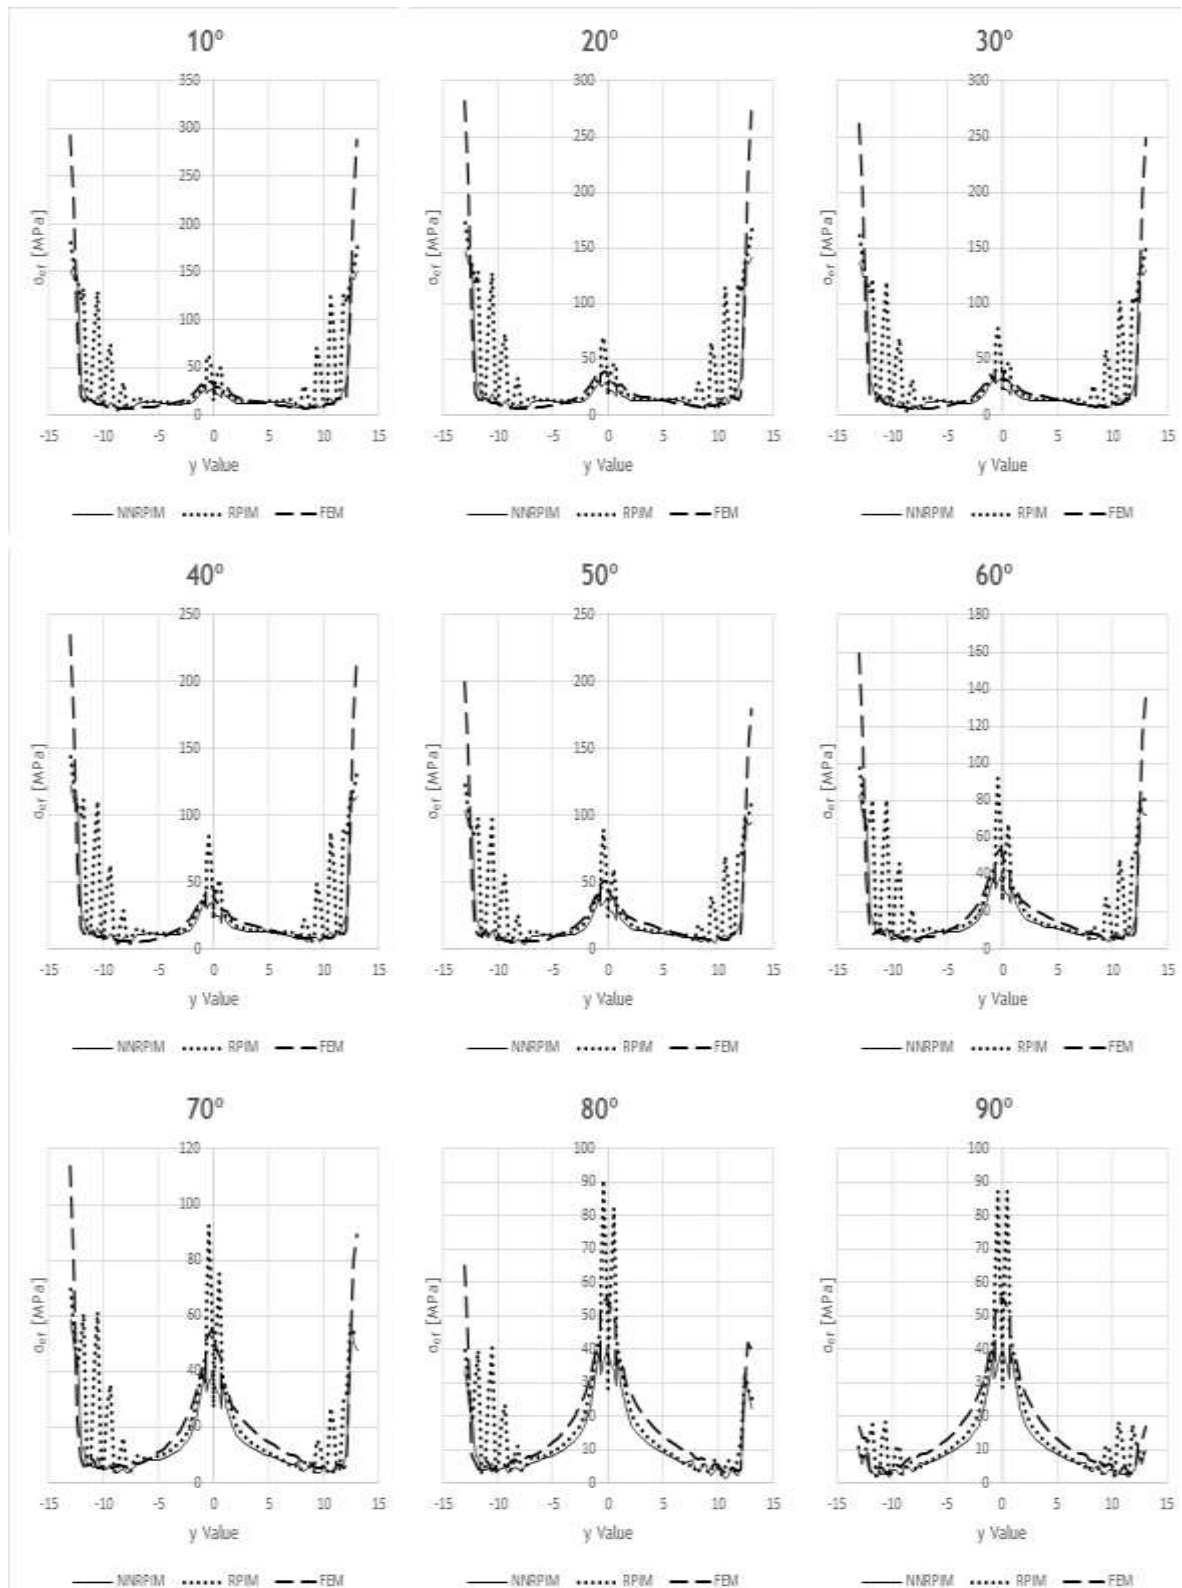 10º 20º 30º
350 300 300
300 250 250
250 200 200
200 150 150
150 100 100
100 50 50
50 0 0
0
σef [MPa] σef [MPa] σef [MPa]
-15 -10 -5 0 5 10 15 -15 -10 -5 0 5 10 15 -15 -10 -5 0 5 10 15
y Value y Value y Value
NNRPIM RPIM FEM NNRPIM RPIM FEM NNRPIM RPIM FEM
40º 50º 60º
250 250 180
200 200 160
150 150 140
100 100 120
50 50 100
0 0 80
60
40
20
0
σef [MPa] σef [MPa] σef [MPa]
-15 -10 -5 0 5 10 15 -15 -10 -5 0 5 10 15 -15 -10 -5 0 5 10 15
y Value y Value y Value
NNRPIM RPIM FEM NNRPIM RPIM FEM NNRPIM RPIM FEM
70º 80º 90º
120 100 100
100 90 90
80 80 80
60 70 70
40 60 60
20 50 50
0 40 40
30 30
20 20
10 10
0 0
σef [MPa] σef [MPa] σef [MPa]
-15 -10 -5 0 5 10 15 -15 -10 -5 0 5 10 15 -15 -10 -5 0 5 10 15
y Value y Value y Value
NNRPIM RPIM FEM NNRPIM RPIM FEM NNRPIM RPIM FEM